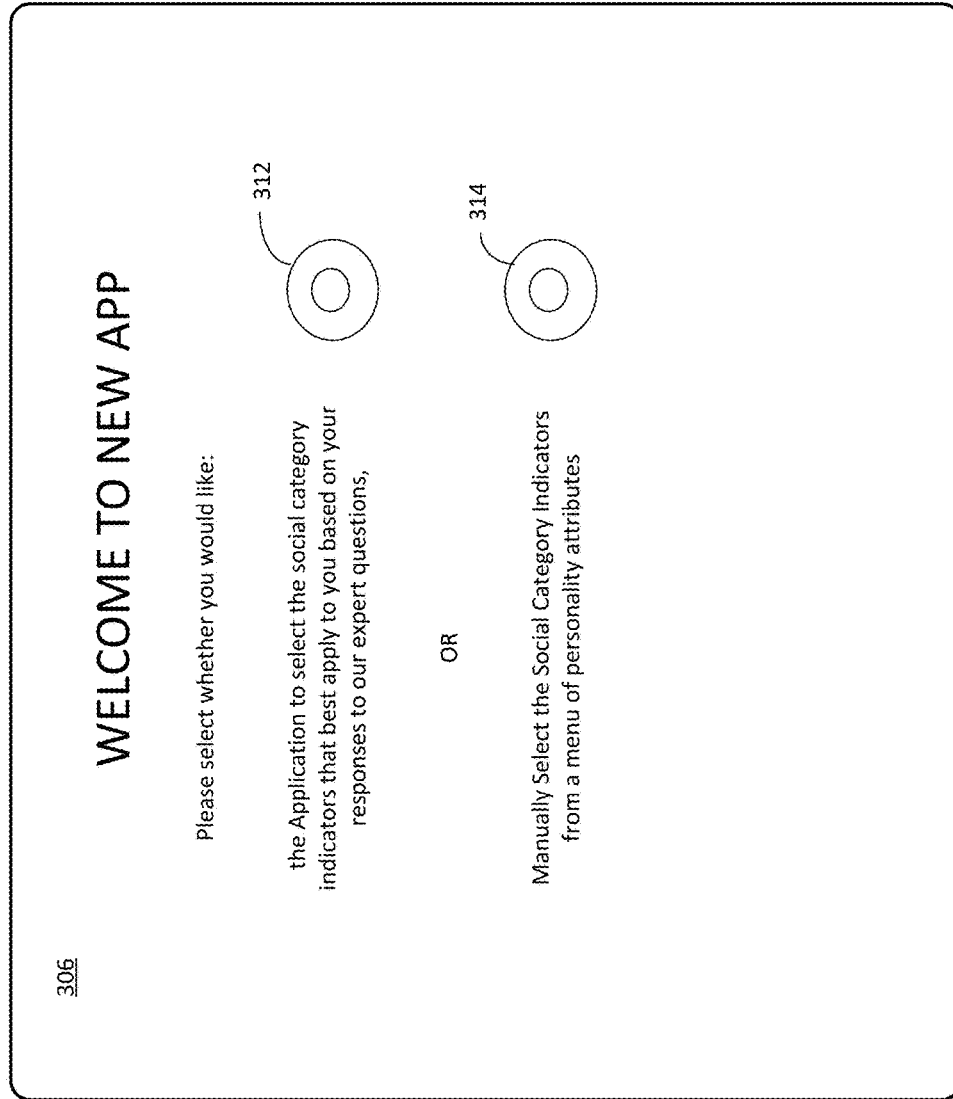 306
WELCOME TO NEW APP
Please select whether you would like:
the Application to select the social category
indicators that best apply to you based on your
responses to our expert questions,
312
OR
Manually Select the Social Category Indicators
from a menu of personality attributes
314